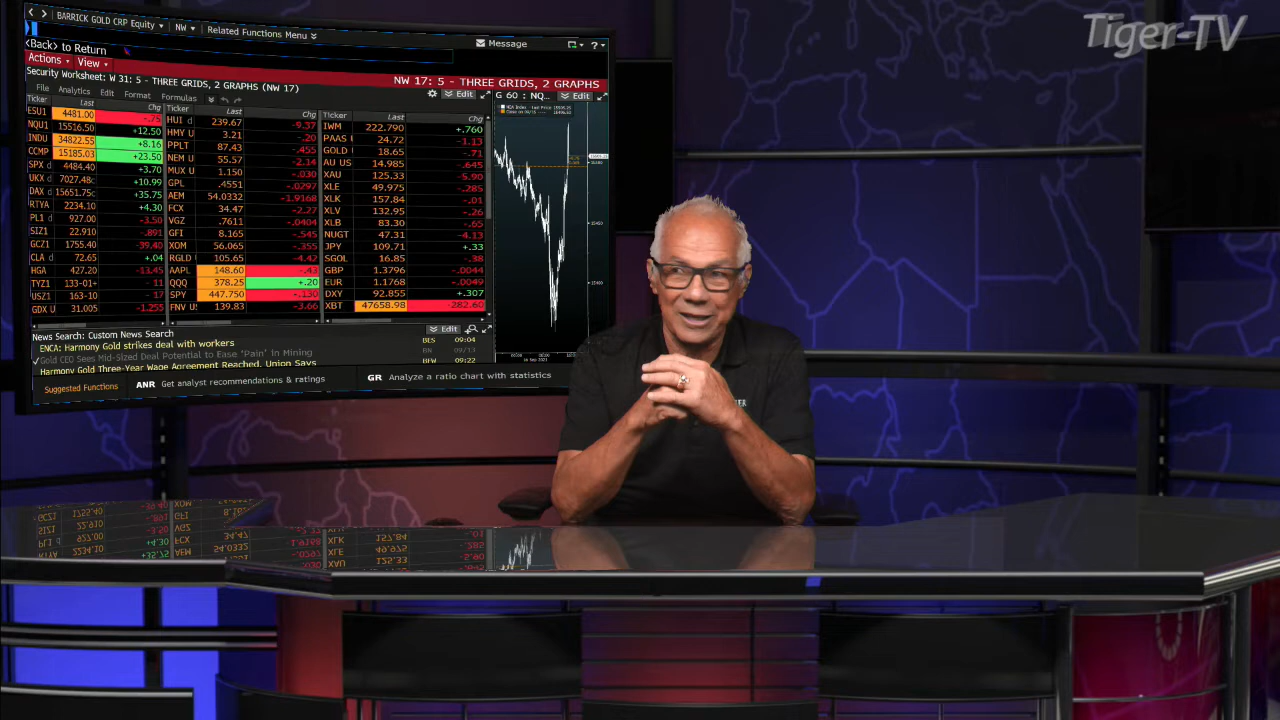 Tiger-TV
BARRICK GOLD CRP Equity NW Related Functions Menu
<Back> to Return Message
Actions View
NW 17: 5 - THREE GRIDS, 2 GRAPHS
Security Worksheet: W 31: 5 - THREE GRIDS, 2 GRAPHS (NW 17)
File Analytics Edit Format Formulas Edit G 60 : NQ... Edit
Ticker Last Chg Ticker Last Chg Ticker Last Chg
ESU1 4481.00 -.75 HUI d 239.67 -9.37 IWM 222.790 +.760
NQU1 15516.50 +12.50 HMY U 3.21 -.20 PAAS 24.72 -1.13
INDU 34822.55 +8.16 PPLT 87.43 -.455 GOLD 18.65 -.71
CCMP 15185.03 +23.50 NEM U 55.57 -2.14 AU US 14.985 -.645
SPX d 4484.40 +3.70 MUX U 1.150 -.030 XAU 125.33 -5.90
UKX 7027.48c +10.99 GPL .4551 -.0297 XLE 49.975 -.285
DAX d 15651.75c +35.75 AEM 54.0332 -1.9168 XLK 157.84 -.01
RTYA 2234.10 +4.30 FCX 34.47 -2.27 XLV 132.95 -.26
PL1 d 927.00 -3.50 VGZ .7611 -.0404 XLB 83.30 -.65
SIZ1 22.910 -.891 GFI 8.165 -.545 NUGT 47.31 -4.13
GCZ1 1755.40 -39.40 XOM 56.065 -.355 JPY 109.71 +.33
CLA d 72.65 +.04 RGLD 105.65 -4.42 SGOL 16.85 -.38
HGA 427.20 -13.45 AAPL 148.60 -.43 GBP 1.3796 -.0044
TYZ1 133-01+ - 11 QQQ 378.25 +.20 EUR 1.1768 -.0049
USZ1 163-10 - 17 SPY 447.750 -.130 DXY 92.855 +.307
GDX U 31.005 -1.255 FNV U 139.83 -3.66 XBT 47658.98 -282.60
News Search: Custom News Search Edit
ENCA: Harmony Gold strikes deal with workers BES 09:04
Gold CEO Sees Mid-Sized Deal Potential to Ease 'Pain' in Mining BN 09/13
Harmony Gold Three-Year Wage Agreement Reached, Union Says BFW 09:22
Suggested Functions ANR Get analyst recommendations & ratings GR Analyze a ratio chart with statistics